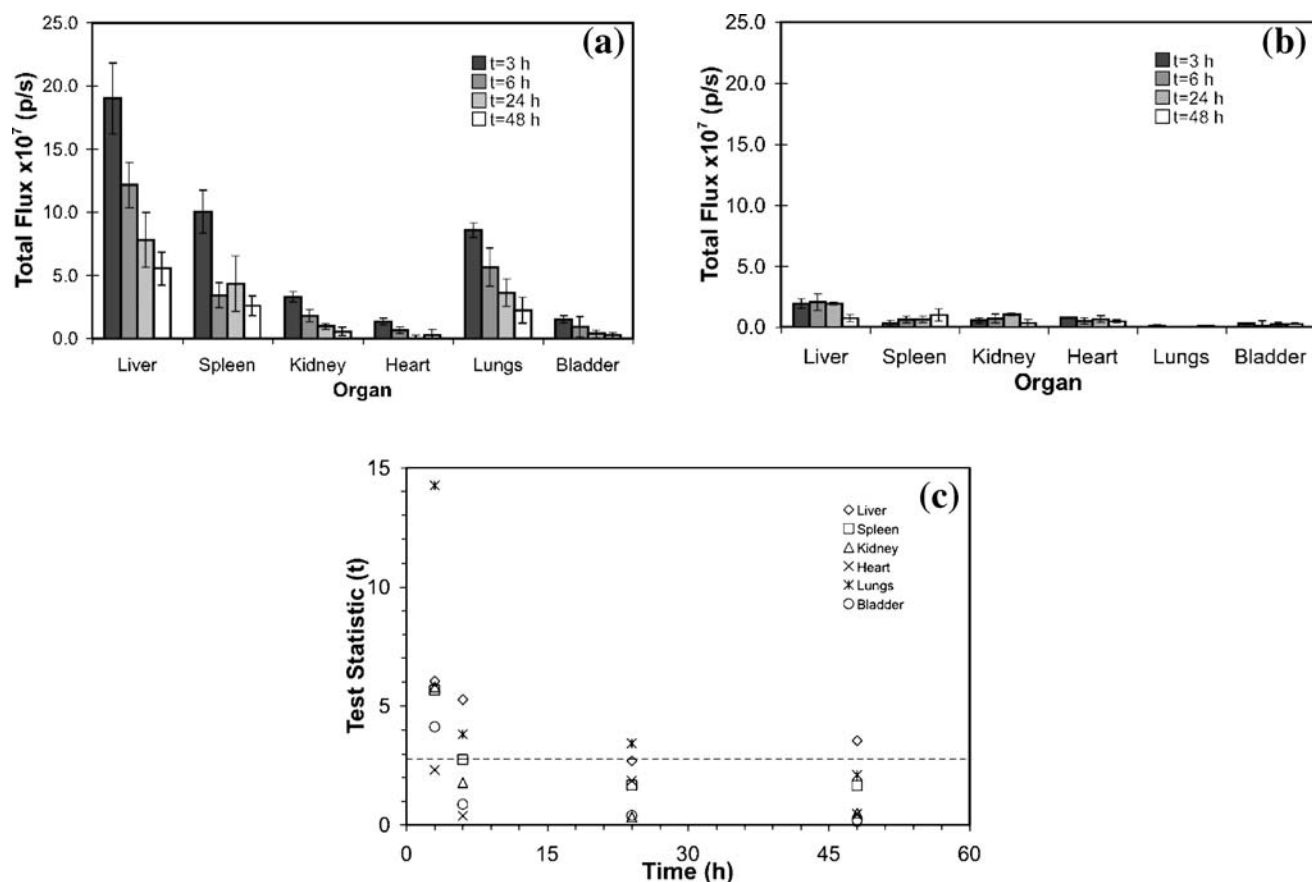 (a)
Total Flux x10⁷ (p/s)
25.0
20.0
15.0
10.0
5.0
0.0
t=3 h
t=6 h
t=24 h
t=48 h
Liver Spleen Kidney Heart Lungs Bladder
Organ
(b)
Total Flux x10⁷ (p/s)
25.0
20.0
15.0
10.0
5.0
0.0
t=3 h
t=6 h
t=24 h
t=48 h
Liver Spleen Kidney Heart Lungs Bladder
Organ
(c)
Test Statistic (t)
15
10
5
0
Liver
Spleen
Kidney
Heart
Lungs
Bladder
0 15 30 45 60
Time (h)